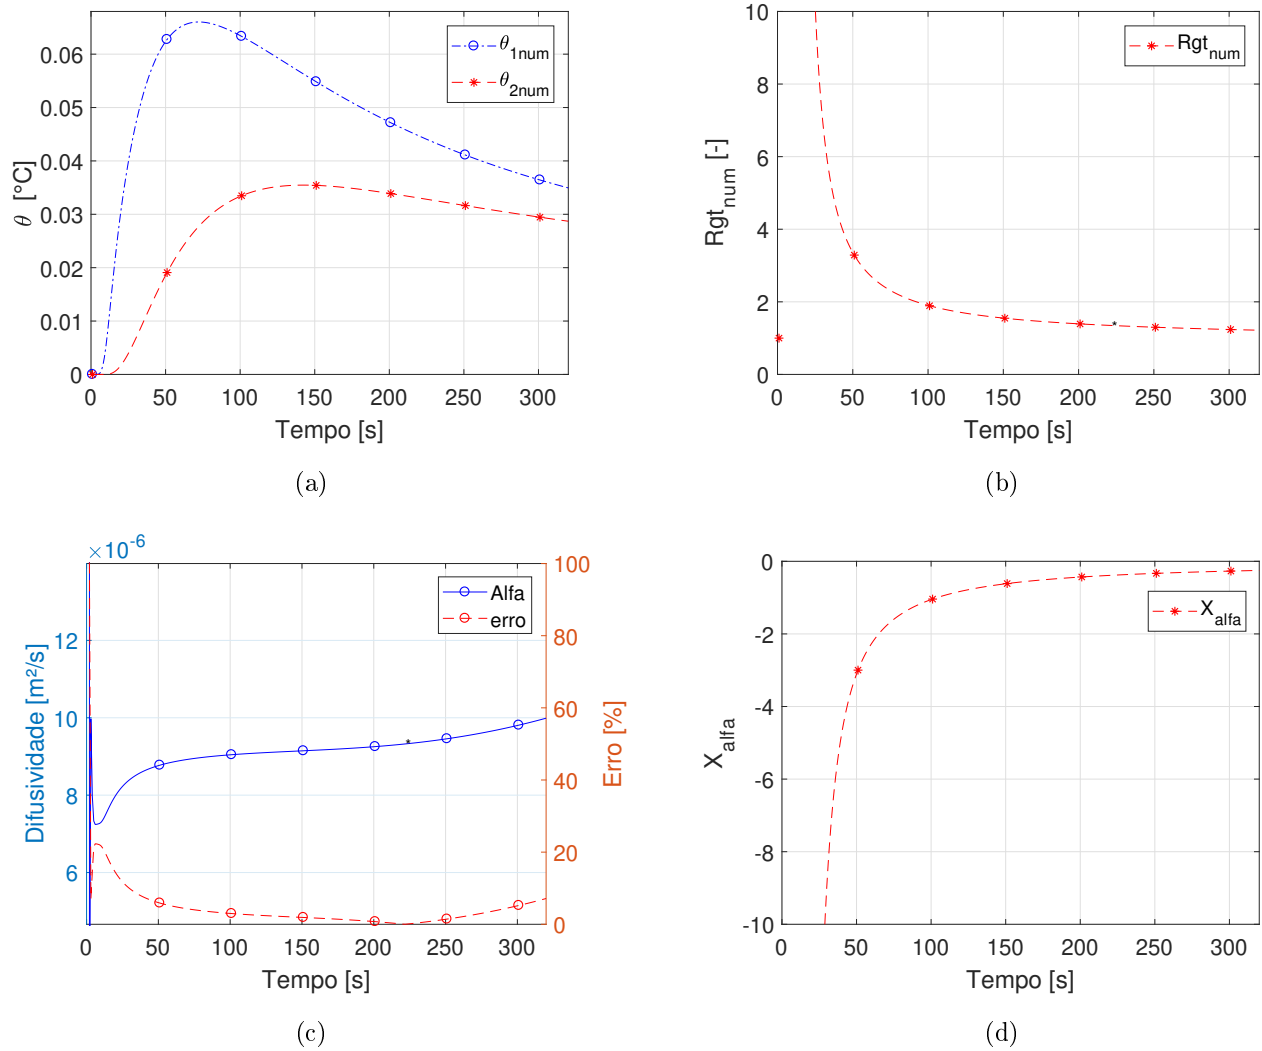 0.06
0.05
0.04
0.03
0.02
0.01
0
θ [°C]
θ1num
θ2num
0 50 100 150 200 250 300
Tempo [s]
(a)
10
8
6
4
2
0
Rgtnum [-]
Rgtnum
*
0 50 100 150 200 250 300
Tempo [s]
(b)
×10-6
12
10
8
6
Difusividade [m²/s]
Alfa
erro
*
100
80
60
40
20
0
Erro [%]
0 50 100 150 200 250 300
Tempo [s]
(c)
0
-2
-4
-6
-8
-10
Xalfa
Xalfa
0 50 100 150 200 250 300
Tempo [s]
(d)